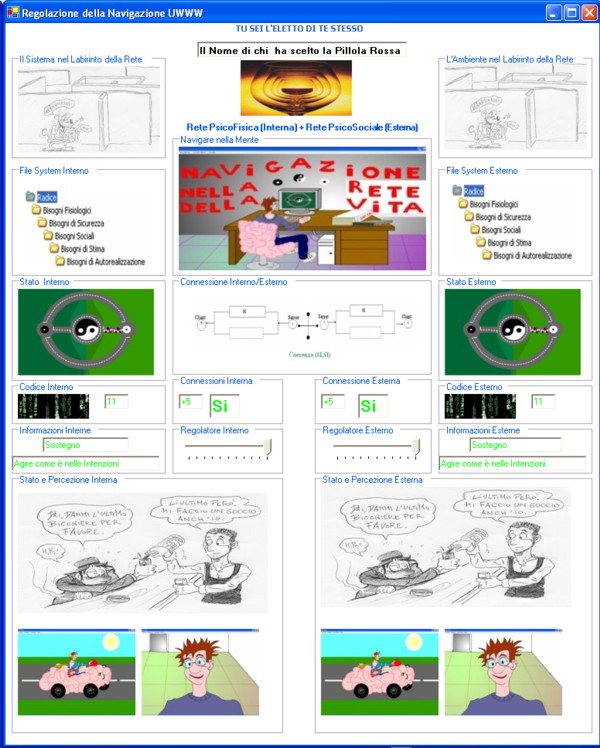 Regolazione della Navigazione UWWW
TU SEI L'ELETTO DI TE STESSO
Il Nome di chi ha scelto la Pillola Rossa
Il Sistema nel Labirinto della Rete
L'Ambiente nel Labirinto della Rete
Rete PsicoFisica (Interna) + Rete PsicoSociale (Esterna)
Navigare nella Mente
NAVIGAZIONE
NELLA RETE
DELLA VITA
File System Interno
Radice
Bisogni Fisiologici
Bisogni di Sicurezza
Bisogni Sociali
Bisogni di Stima
Bisogni di Autorealizzazione
File System Esterno
Radice
Bisogni Fisiologici
Bisogni di Sicurezza
Bisogni Sociali
Bisogni di Stima
Bisogni di Autorealizzazione
Stato Interno
Connessione Interno/Esterno
Stato Esterno
Codice Interno
11
Connessioni Interna
+5
Si
Connessione Esterna
+5
Si
Codice Esterno
11
Informazioni Interne
Sostegno
Agire come è nelle Intenzioni
Regolatore Interno
Regolatore Esterno
Informazioni Esterne
Sostegno
Agire come è nelle Intenzioni
Stato e Percezione Interna
DAI, DAMMI L'ULTIMO
BICCHIERE PER
FAVORE.
L'ULTIMO PERÒ.
MI FACCIO UN GOCCIO
ANCH'IO.
Stato e Percezione Esterna
DAI, DAMMI L'ULTIMO
BICCHIERE PER
FAVORE.
L'ULTIMO PERÒ.
MI FACCIO UN GOCCIO
ANCH'IO.